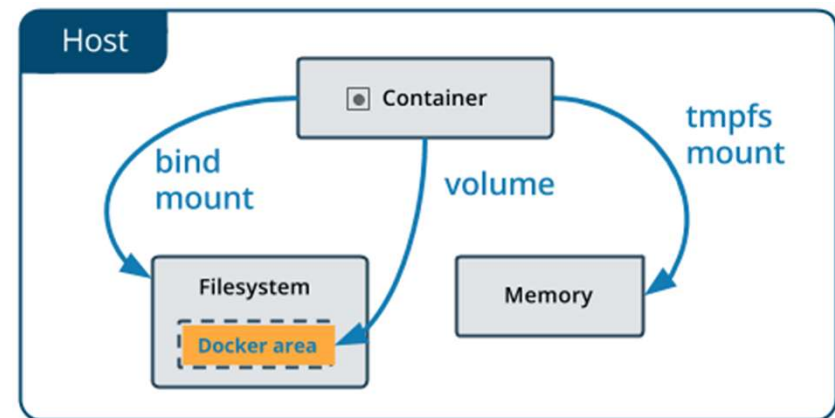 Host
Container
bind
mount
volume
tmpfs
mount
Filesystem
Docker area
Memory